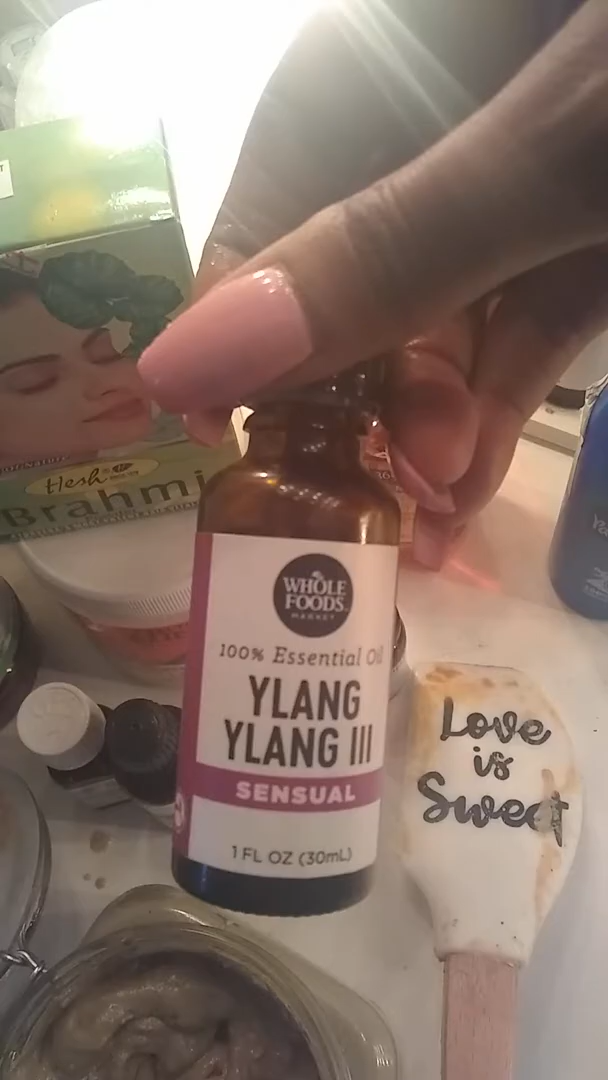 Hesh
Brahmi
WHOLE
FOODS
MARKET
100% Essential Oil
YLANG
YLANG III
SENSUAL
1 FL OZ (30mL)
Love
is
Sweet